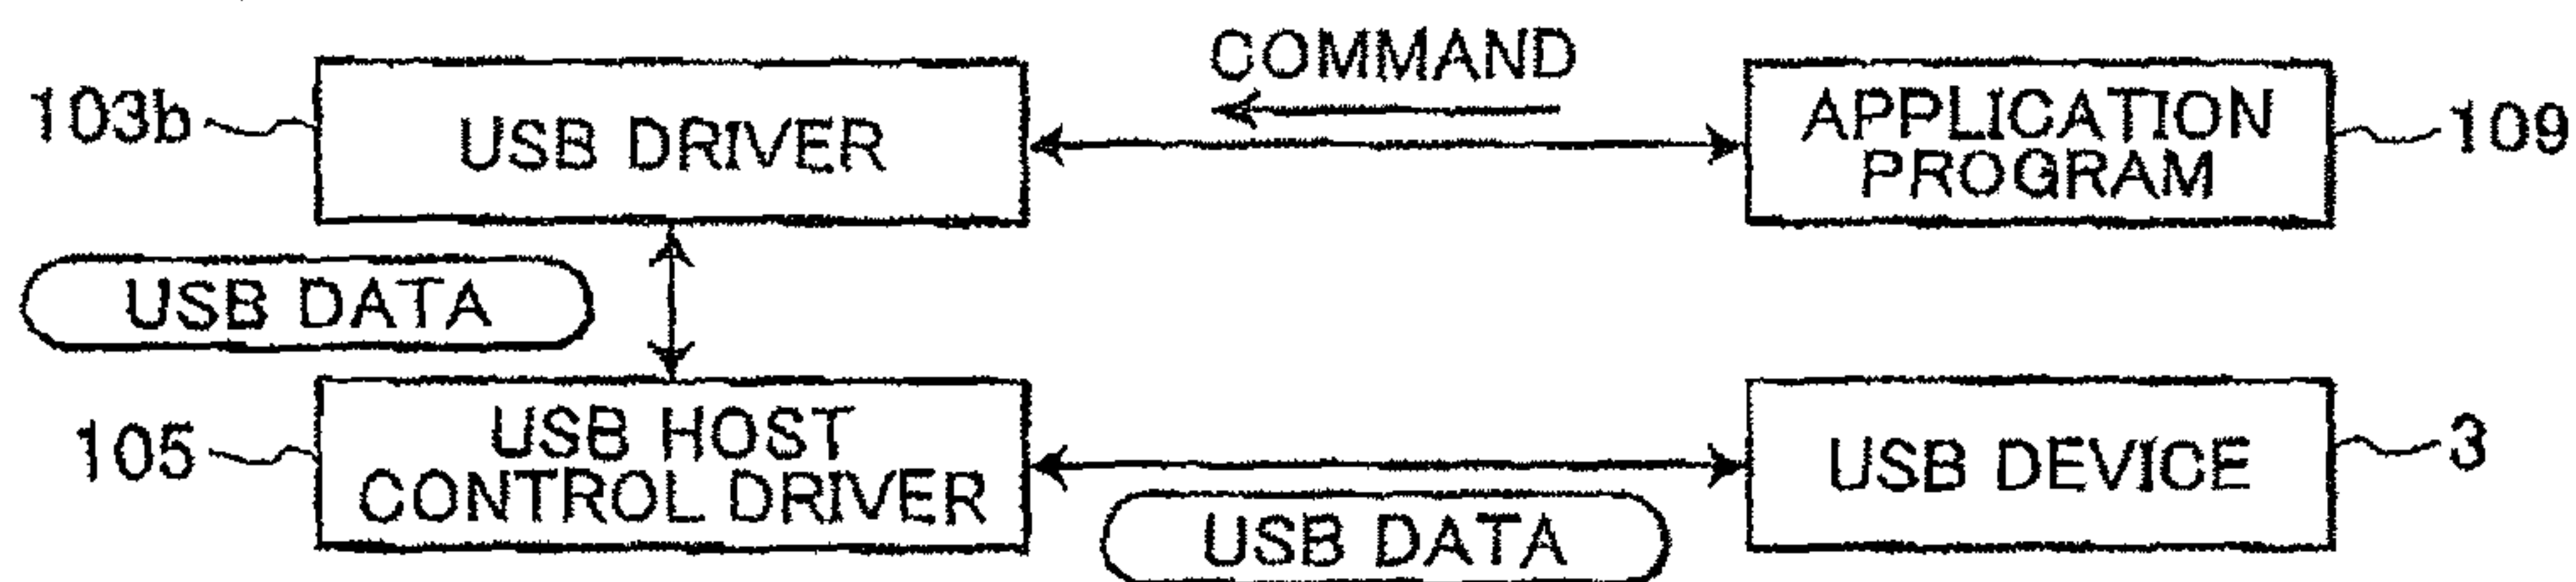 COMMAND
103b
USB DRIVER
APPLICATION
PROGRAM
109
USB DATA
105
USB HOST
CONTROL DRIVER
USB DEVICE
3
USB DATA